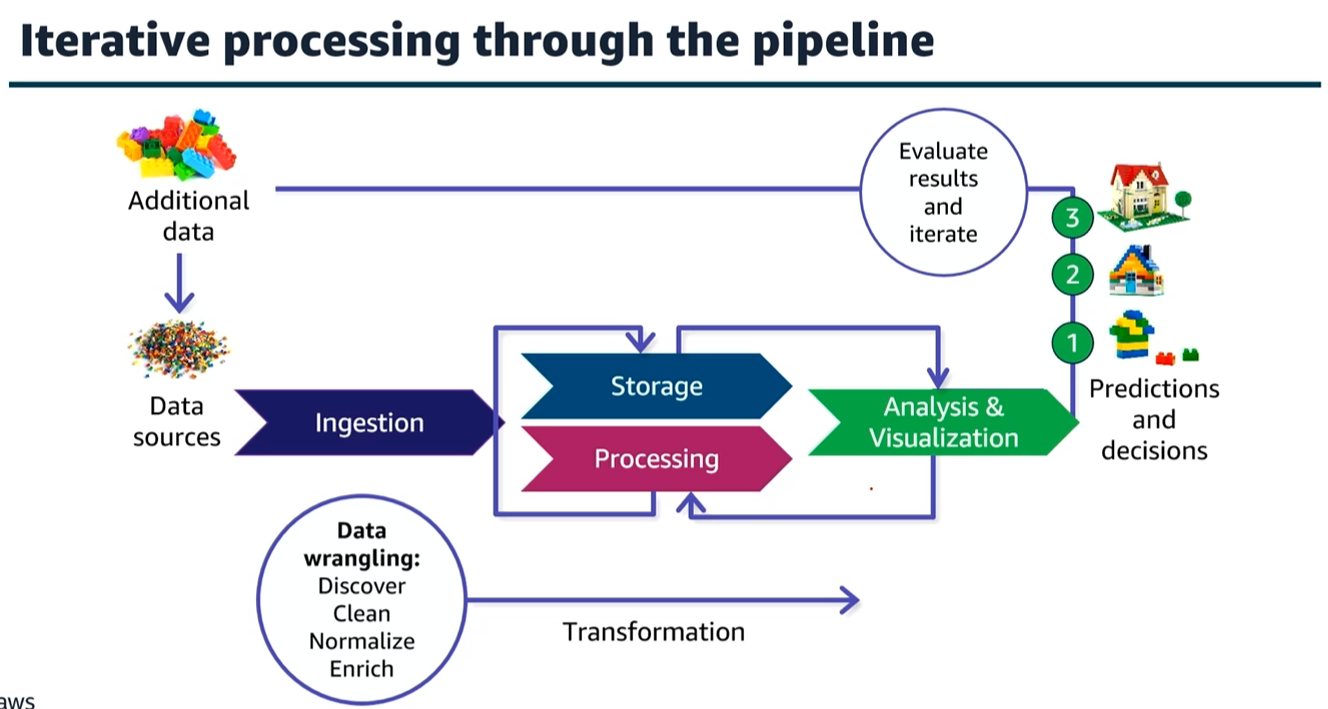 Iterative processing through the pipeline
Additional
data
Evaluate
results
and
iterate
3
2
1
Data
sources
Ingestion
Storage
Processing
Analysis &
Visualization
Predictions
and
decisions
Data
wrangling:
Discover
Clean
Normalize
Enrich
Transformation
aws